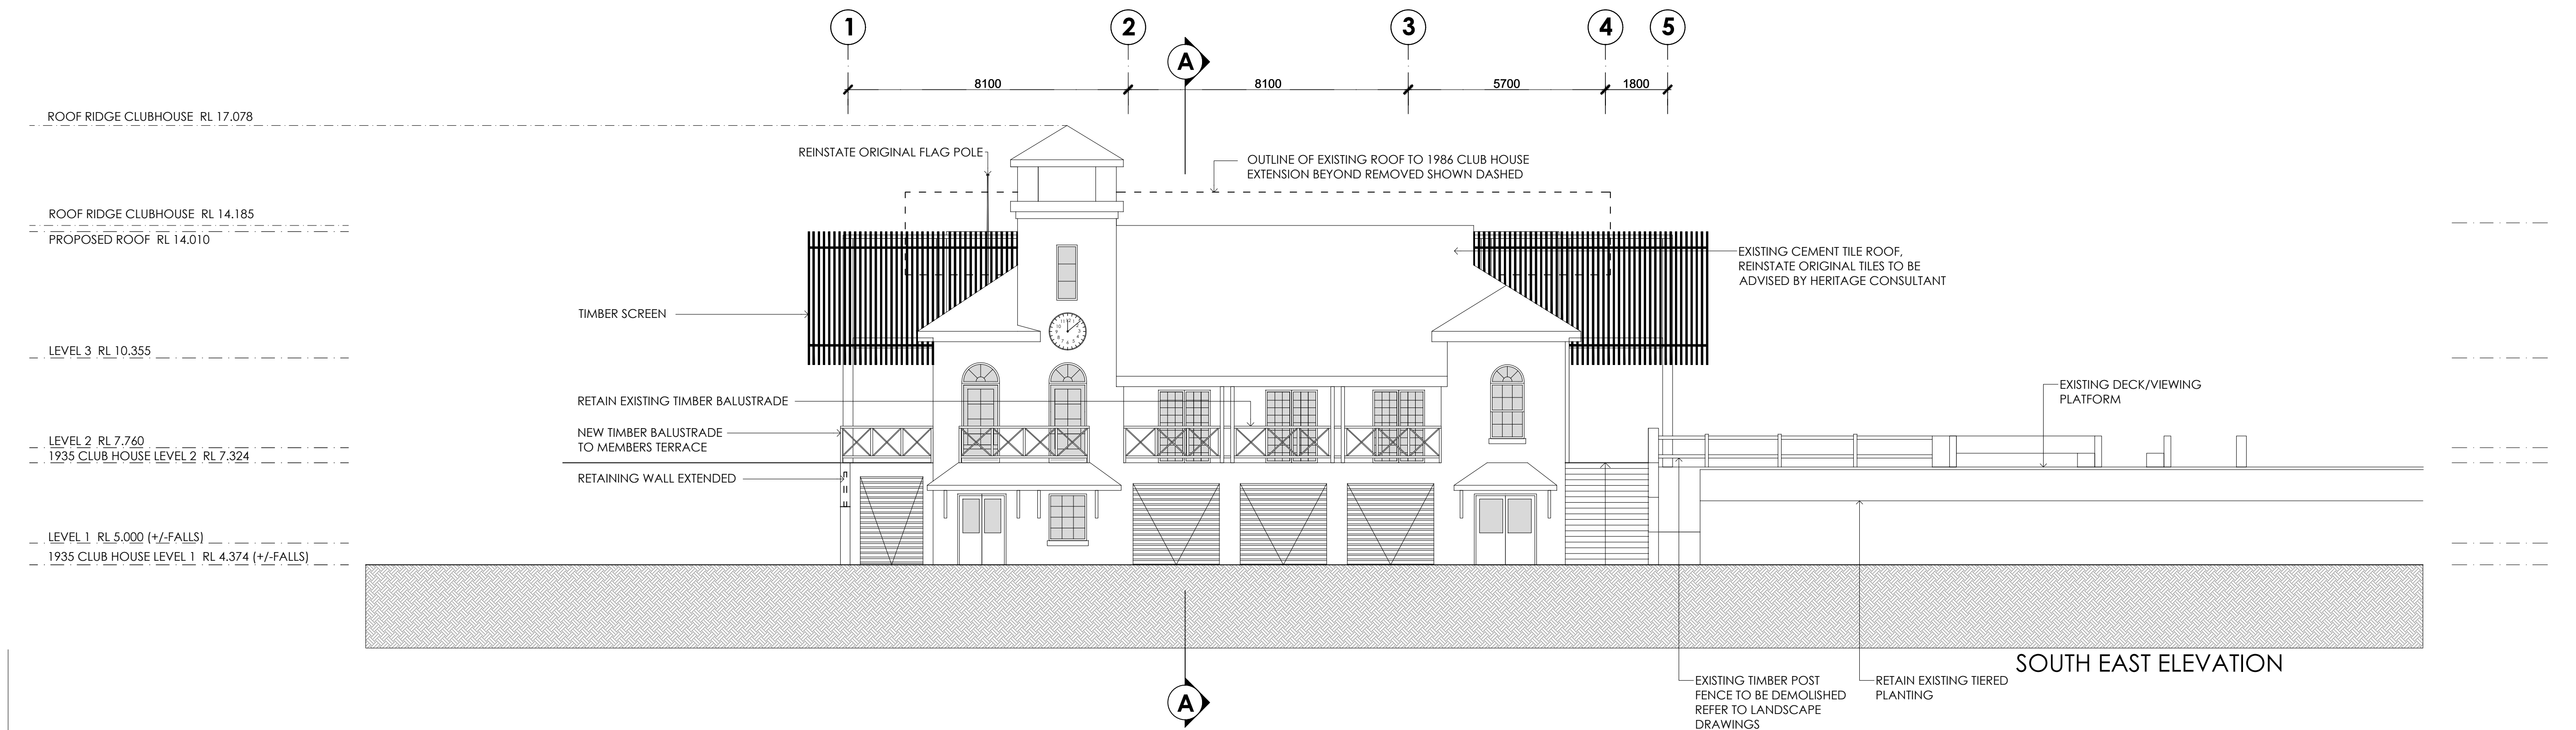 1
2
3
4
5
A
8100
8100
5700
1800
ROOF RIDGE CLUBHOUSE RL 17.078
REINSTATE ORIGINAL FLAG POLE
OUTLINE OF EXISTING ROOF TO 1986 CLUB HOUSE
EXTENSION BEYOND REMOVED SHOWN DASHED
ROOF RIDGE CLUBHOUSE RL 14.185
PROPOSED ROOF RL 14.010
EXISTING CEMENT TILE ROOF,
REINSTATE ORIGINAL TILES TO BE
ADVISED BY HERITAGE CONSULTANT
TIMBER SCREEN
LEVEL 3 RL 10.355
EXISTING DECK/VIEWING
PLATFORM
RETAIN EXISTING TIMBER BALUSTRADE
NEW TIMBER BALUSTRADE
TO MEMBERS TERRACE
LEVEL 2 RL 7.760
1935 CLUB HOUSE LEVEL 2 RL 7.324
RETAINING WALL EXTENDED
LEVEL 1 RL 5.000 (+/-FALLS)
1935 CLUB HOUSE LEVEL 1 RL 4.374 (+/-FALLS)
SOUTH EAST ELEVATION
EXISTING TIMBER POST
FENCE TO BE DEMOLISHED
REFER TO LANDSCAPE
DRAWINGS
RETAIN EXISTING TIERED
PLANTING
A